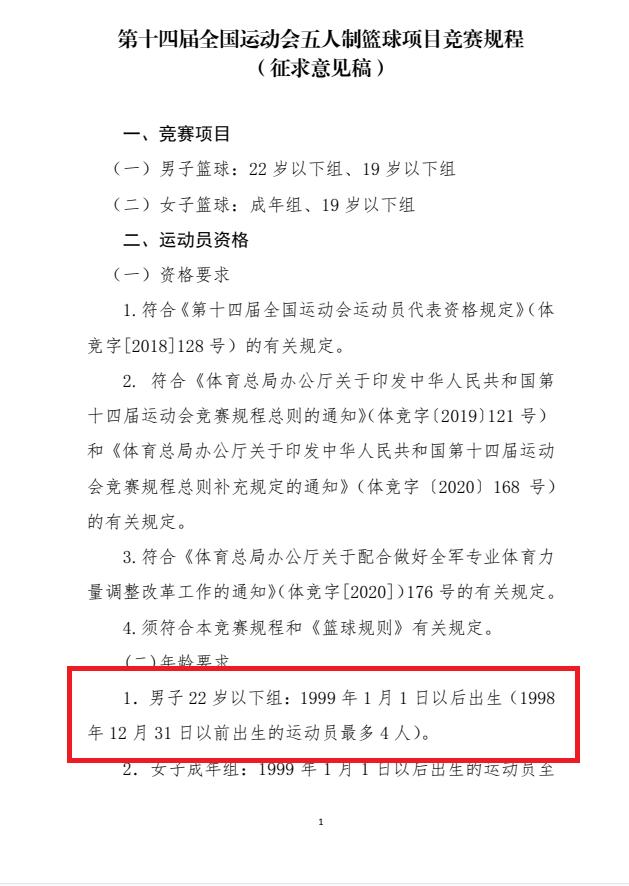 第十四届全国运动会五人制篮球项目竞赛规程
（征求意见稿）
一、竞赛项目
（一）男子篮球：22 岁以下组、19 岁以下组
（二）女子篮球：成年组、19 岁以下组
二、运动员资格
（一）资格要求
1.符合《第十四届全国运动会运动员代表资格规定》（体
竞字[2018]128 号）的有关规定。
2. 符合《体育总局办公厅关于印发中华人民共和国第
十四届运动会竞赛规程总则的通知》（体竞字〔2019〕121 号）
和《体育总局办公厅关于印发中华人民共和国第十四届运动
会竞赛规程总则补充规定的通知》（体竞字〔2020〕168 号）
的有关规定。
3.符合《体育总局办公厅关于配合做好全军专业体育力
量调整改革工作的通知》（体竞字[2020]）176 号的有关规定。
4.须符合本竞赛规程和《篮球规则》有关规定。
(二)年龄要求
1. 男子 22 岁以下组：1999 年 1 月 1 日以后出生（1998
年 12 月 31 日以前出生的运动员最多 4 人）。
2. 女子成年组：1999 年 1 月 1 日以后出生的运动员至
1